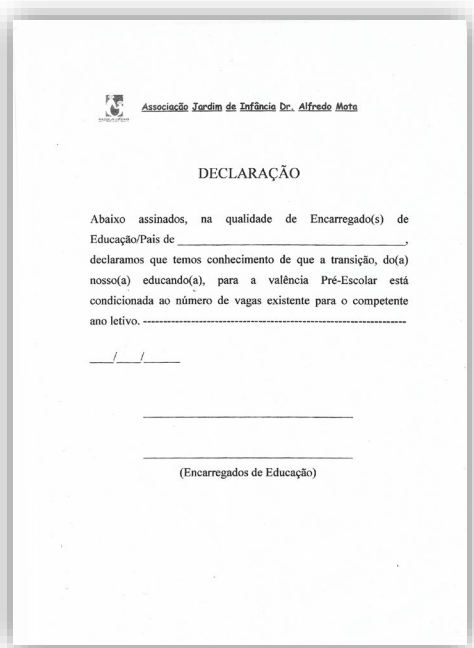 Associação Jardim de Infância Dr. Alfredo Mota
DECLARAÇÃO
Abaixo assinados, na qualidade de Encarregado(s) de
Educação/Pais de ______________________________,
declaramos que temos conhecimento de que a transição, do(a)
nosso(a) educando(a), para a valência Pré-Escolar está
condicionada ao número de vagas existente para o competente
ano letivo. ------------------------------------------------------------------
___/___/_____
(Encarregados de Educação)